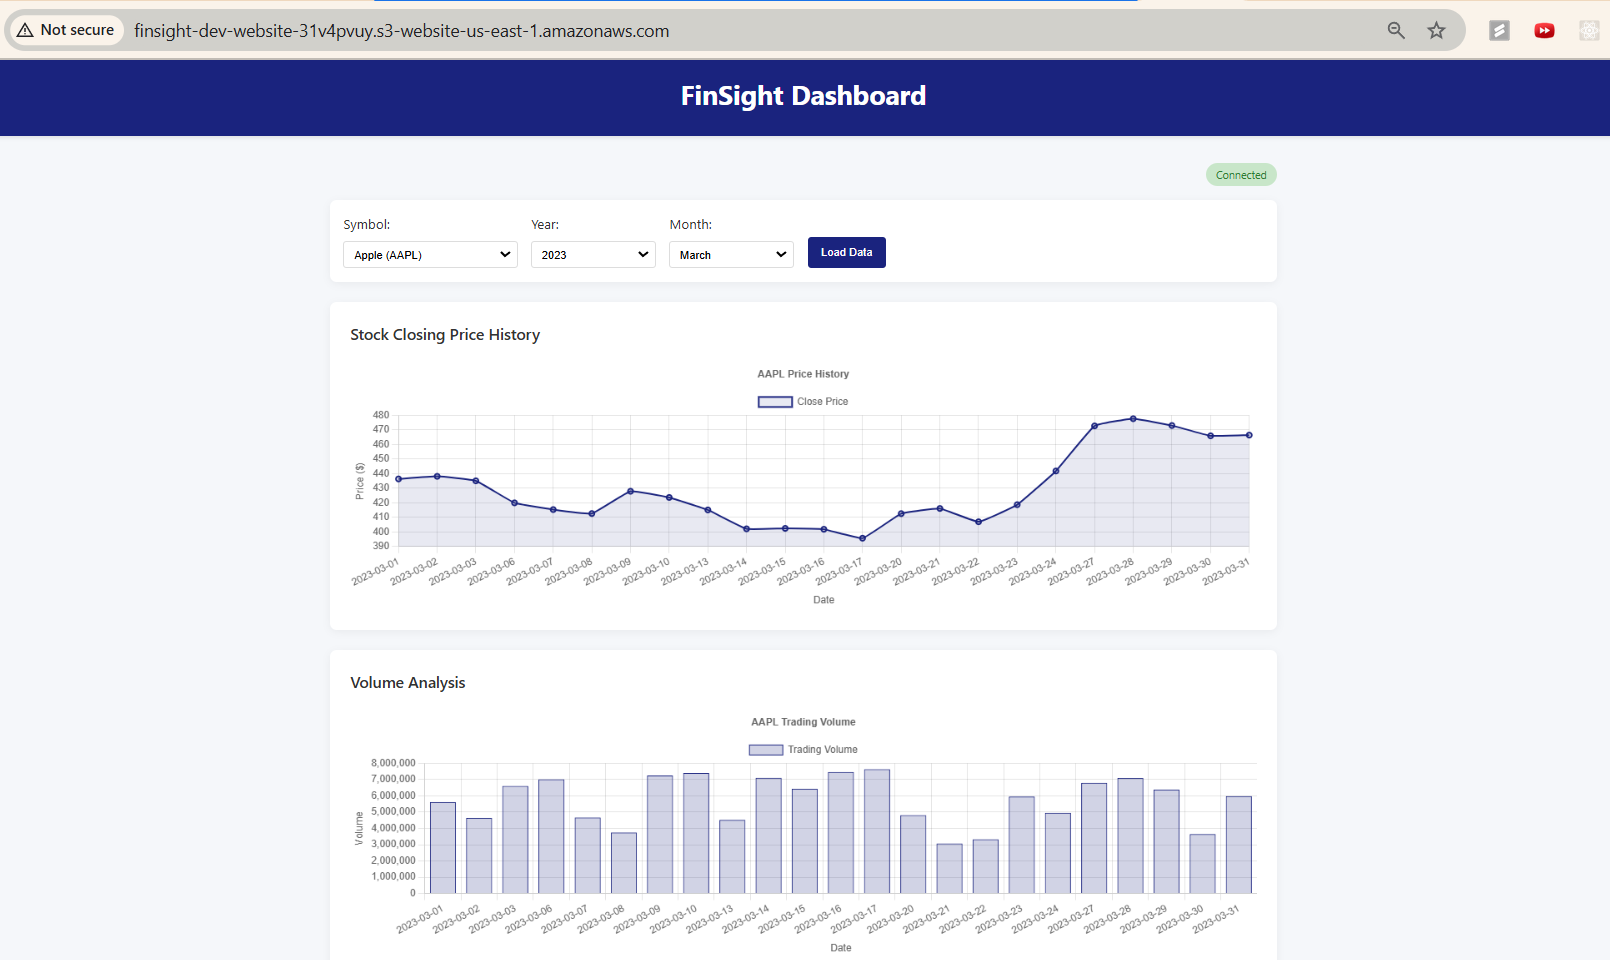 Not secure finsight-dev-website-31v4pvuy.s3-website-us-east-1.amazonaws.com
FinSight Dashboard
Connected
Symbol: Year: Month:
Apple (AAPL) 2023 March Load Data
Stock Closing Price History
AAPL Price History
Close Price
480
470
460
450
440
430
420
410
400
390
Price ($)
2023-03-01 2023-03-02 2023-03-03 2023-03-06 2023-03-07 2023-03-08 2023-03-09 2023-03-10 2023-03-13 2023-03-14 2023-03-15 2023-03-16 2023-03-17 2023-03-20 2023-03-21 2023-03-22 2023-03-23 2023-03-24 2023-03-27 2023-03-28 2023-03-29 2023-03-30 2023-03-31
Date
Volume Analysis
AAPL Trading Volume
Trading Volume
8,000,000
7,000,000
6,000,000
5,000,000
4,000,000
3,000,000
2,000,000
1,000,000
0
Volume
2023-03-01 2023-03-02 2023-03-03 2023-03-06 2023-03-07 2023-03-08 2023-03-09 2023-03-10 2023-03-13 2023-03-14 2023-03-15 2023-03-16 2023-03-17 2023-03-20 2023-03-21 2023-03-22 2023-03-23 2023-03-24 2023-03-27 2023-03-28 2023-03-29 2023-03-30 2023-03-31
Date